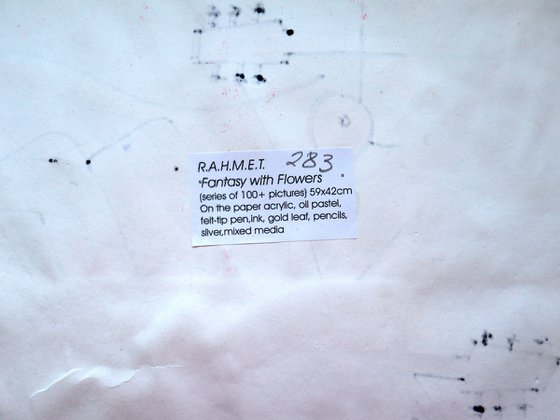 R.A.H.M.E.T. 283
"Fantasy with Flowers"
(series of 100+ pictures) 59x42cm
On the paper acrylic, oil pastel,
felt-tip pen,ink, gold leaf, pencils,
silver,mixed media